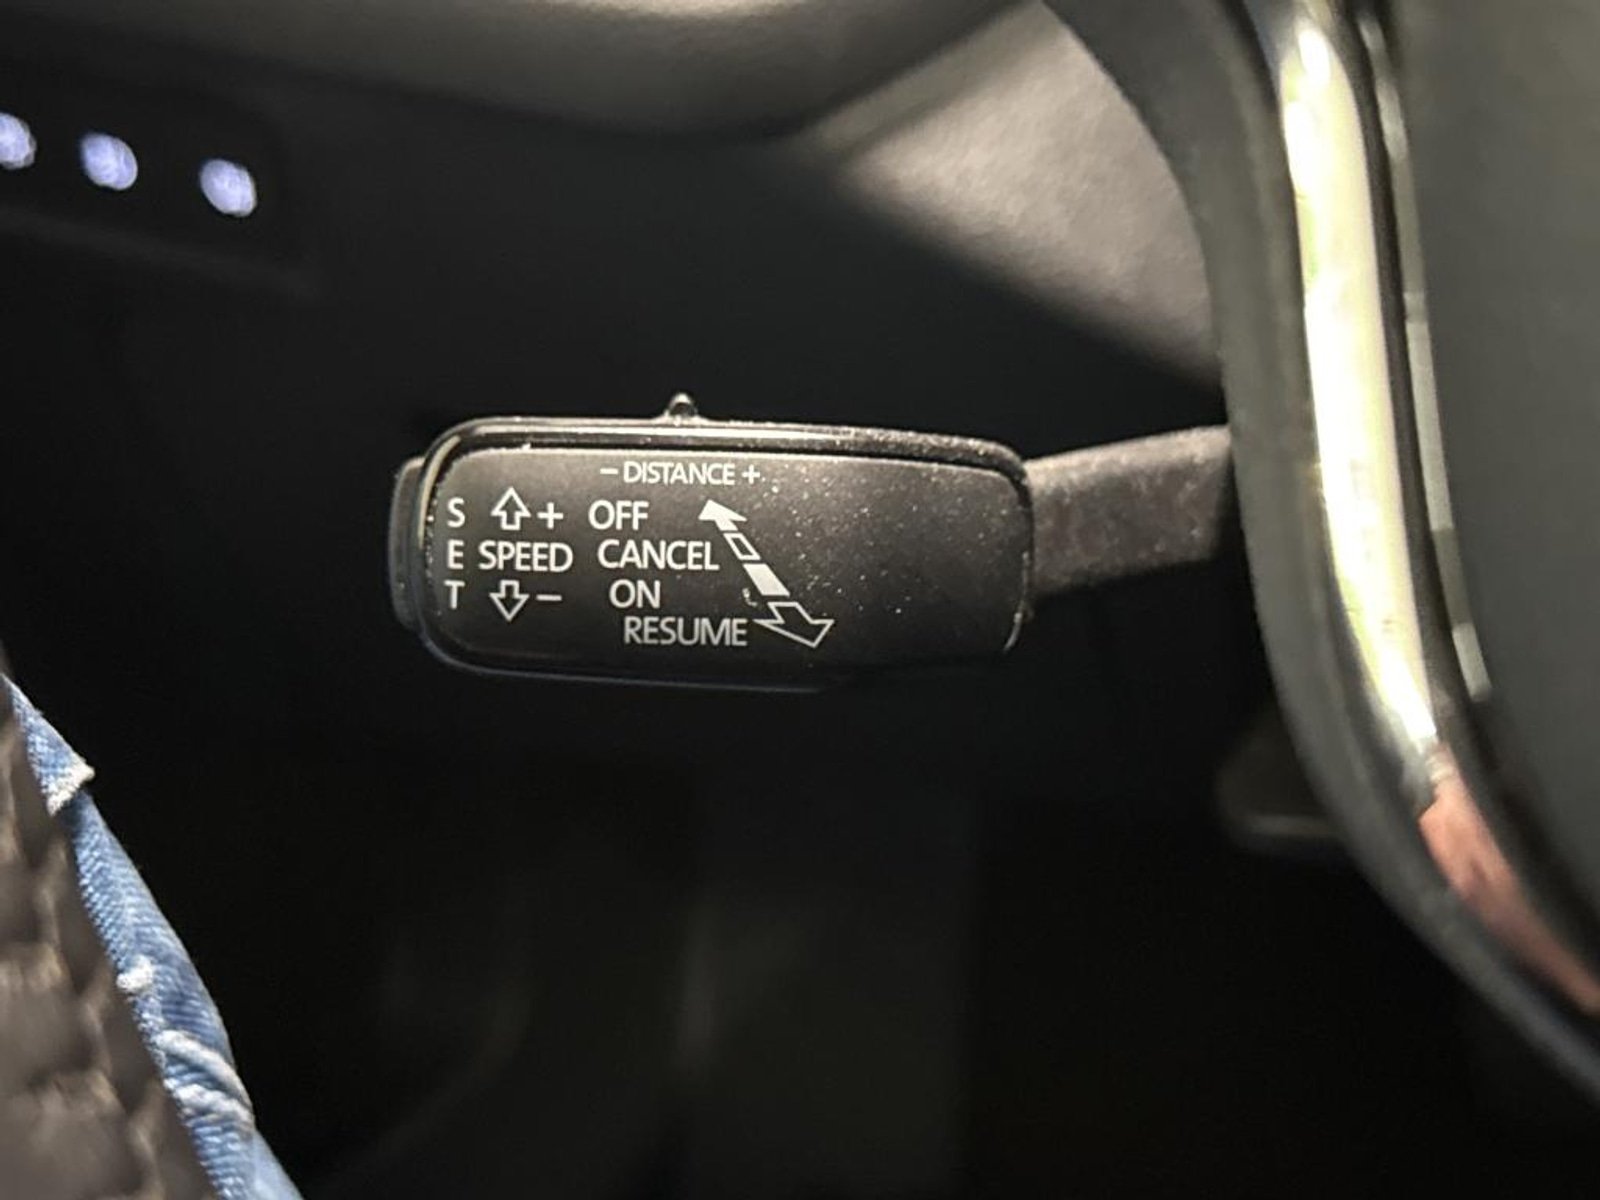 - DISTANCE +
S + OFF
E SPEED CANCEL
T - ON
RESUME